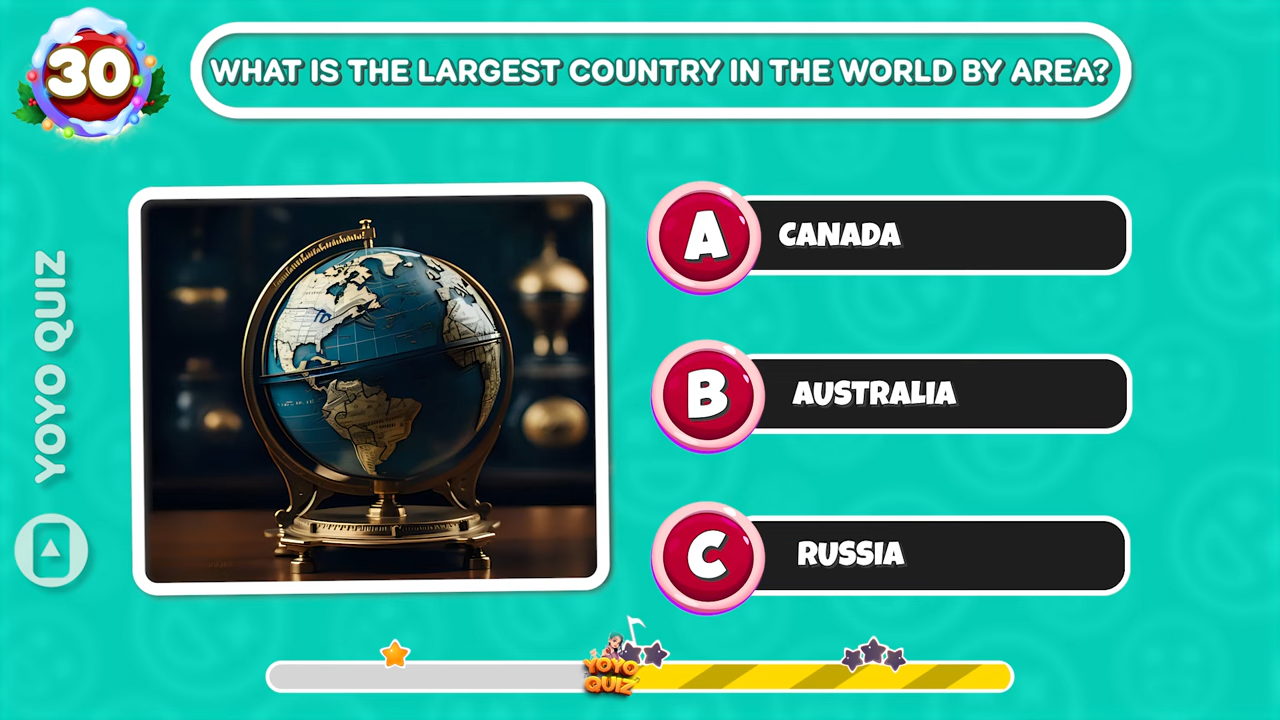 30
WHAT IS THE LARGEST COUNTRY IN THE WORLD BY AREA?
YOYO QUIZ
A
CANADA
B
AUSTRALIA
C
RUSSIA
YOYO
QUIZ